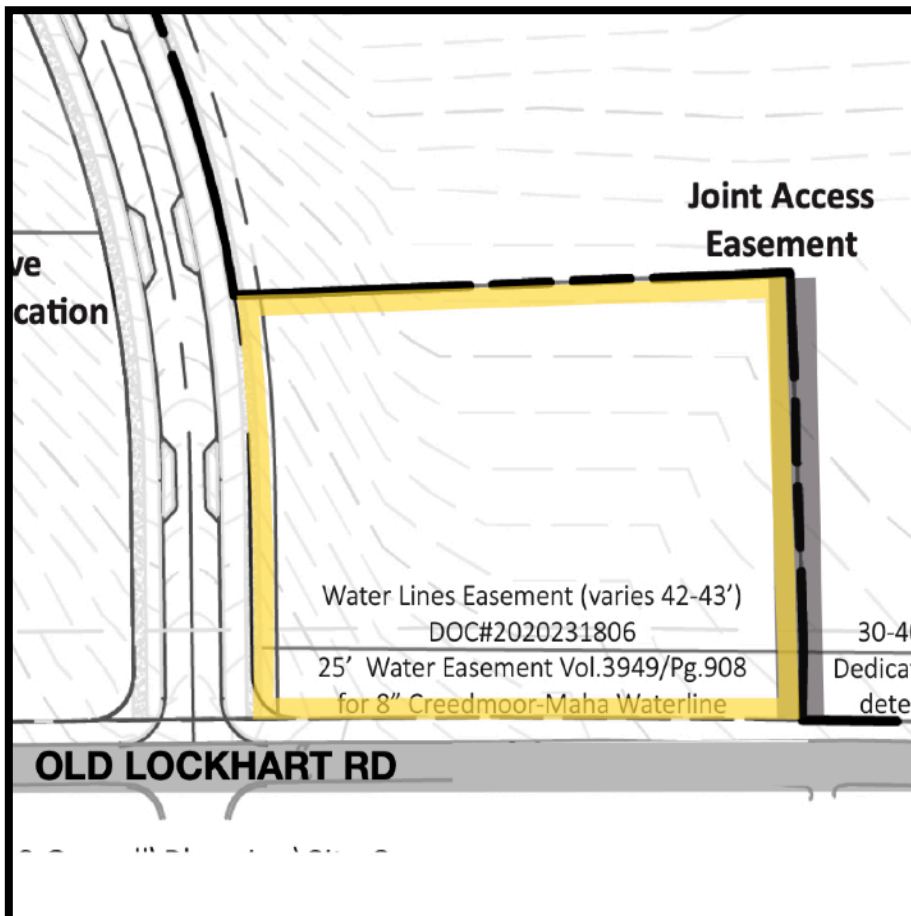 Joint Access
Easement
ve
cation
Water Lines Easement (varies 42-43')
DOC#2020231806
25' Water Easement Vol.3949/Pg.908
for 8" Creedmoor-Maha Waterline
30-40
Dedicat
dete
OLD LOCKHART RD